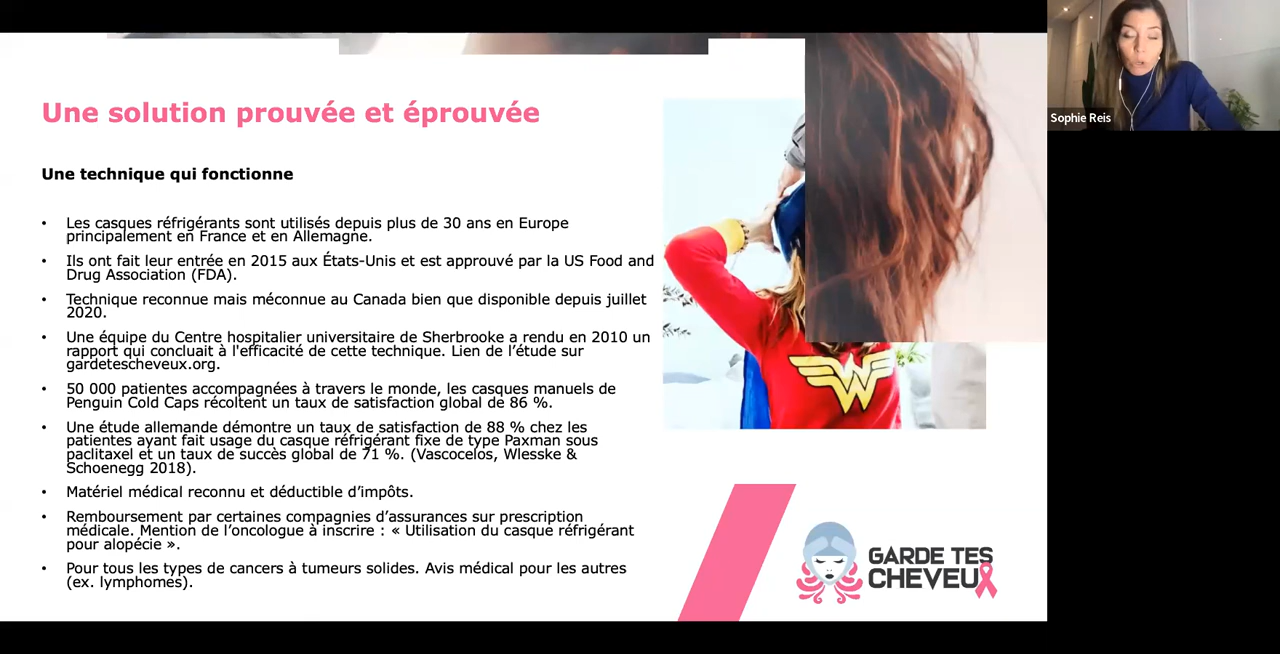 Une solution prouvée et éprouvée
Une technique qui fonctionne
• Les casques réfrigérants sont utilisés depuis plus de 30 ans en Europe
principalement en France et en Allemagne.
• Ils ont fait leur entrée en 2015 aux États-Unis et est approuvé par la US Food and
Drug Association (FDA).
• Technique reconnue mais méconnue au Canada bien que disponible depuis juillet
2020.
• Une équipe du Centre hospitalier universitaire de Sherbrooke a rendu en 2010 un
rapport qui concluait à l'efficacité de cette technique. Lien de l’étude sur
gardetescheveux.org.
• 50 000 patientes accompagnées à travers le monde, les casques manuels de
Penguin Cold Caps récoltent un taux de satisfaction global de 86 %.
• Une étude allemande démontre un taux de satisfaction de 88 % chez les
patientes ayant fait usage du casque réfrigérant fixe de type Paxman sous
paclitaxel et un taux de succès global de 71 %. (Vascocelos, Wlesske &
Schoenegg 2018).
• Matériel médical reconnu et déductible d’impôts.
• Remboursement par certaines compagnies d’assurances sur prescription
médicale. Mention de l’oncologue à inscrire : « Utilisation du casque réfrigérant
pour alopécie ».
• Pour tous les types de cancers à tumeurs solides. Avis médical pour les autres
(ex. lymphomes).
GARDE TES
CHEVEUX
Sophie Reis
W